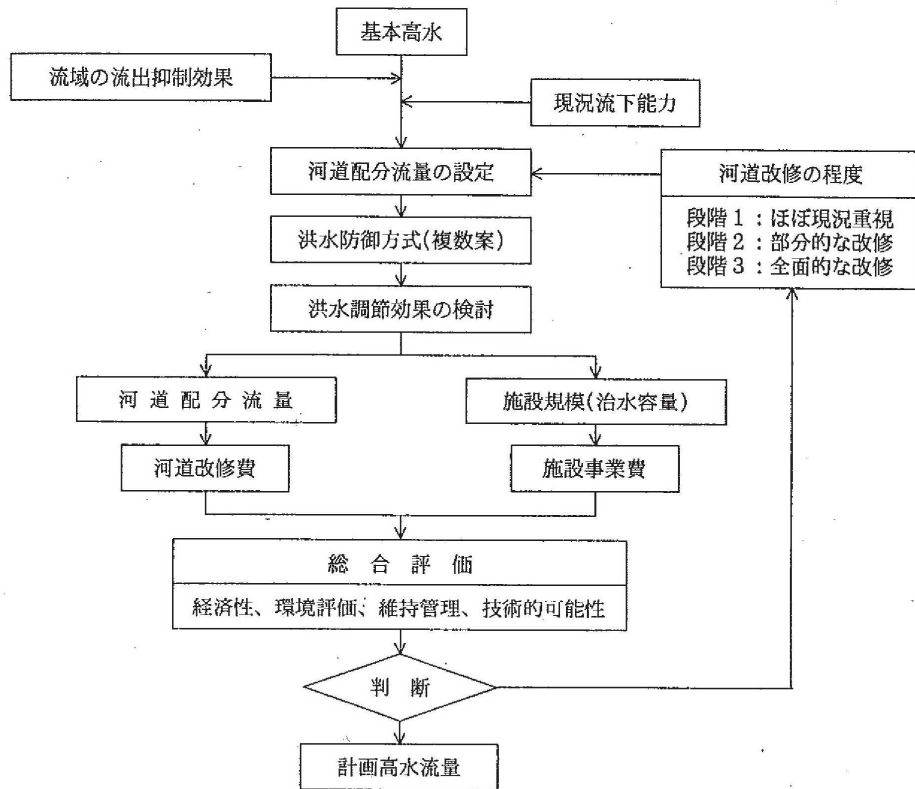 基本高水
流域の流出抑制効果
現況流下能力
河道配分流量の設定
河道改修の程度
段階1:ほぼ現況重視
段階2:部分的な改修
段階3:全面的な改修
洪水防御方式(複数案)
洪水調節効果の検討
河道配分流量
施設規模(治水容量)
河道改修費
施設事業費
総合評価
経済性、環境評価、維持管理、技術的可能性
判断
計画高水流量